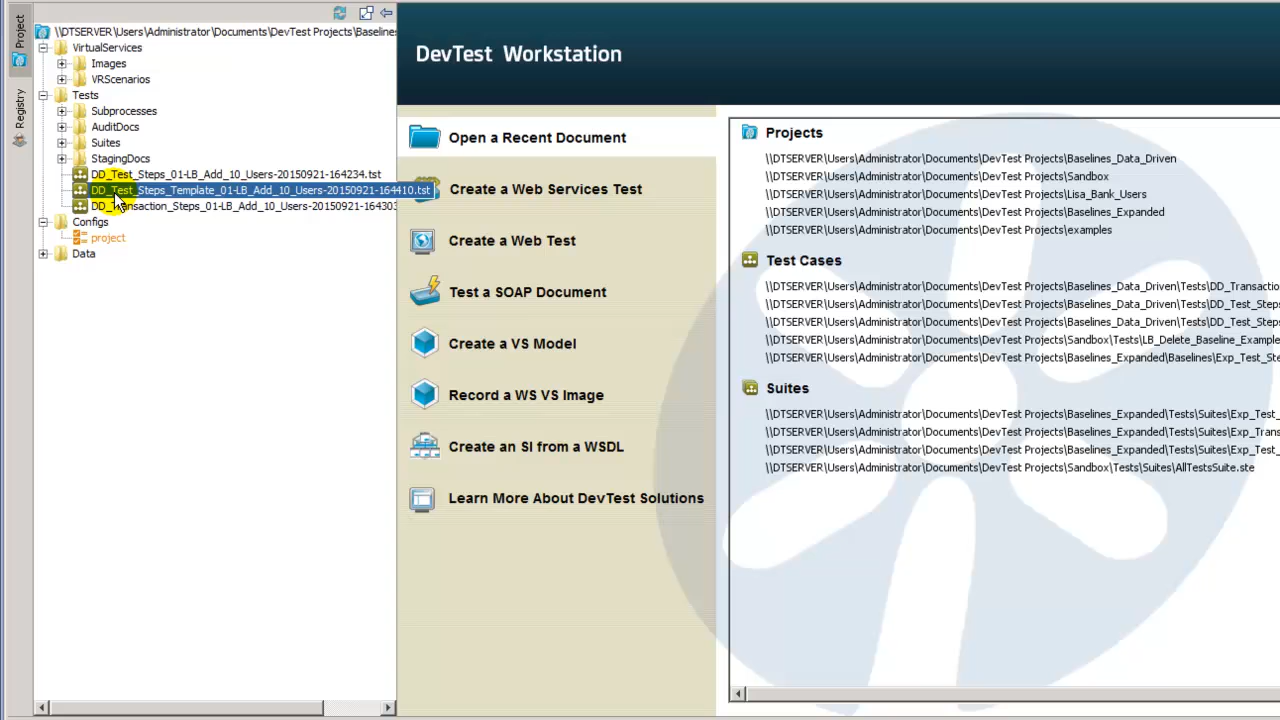 Project
Registry
\\DTSERVER\Users\Administrator\Documents\DevTest Projects\Baselines
VirtualServices
Images
VRScenarios
Tests
Subprocesses
AuditDocs
Suites
StagingDocs
DD_Test_Steps_01-LB_Add_10_Users-20150921-164234.tst
DD_Test_Steps_Template_01-LB_Add_10_Users-20150921-164410.tst
DD_Transaction_Steps_01-LB_Add_10_Users-20150921-164303
Configs
project
Data
DevTest Workstation
Open a Recent Document
Create a Web Services Test
Create a Web Test
Test a SOAP Document
Create a VS Model
Record a WS VS Image
Create an SI from a WSDL
Learn More About DevTest Solutions
Projects
\\DTSERVER\Users\Administrator\Documents\DevTest Projects\Baselines_Data_Driven
\\DTSERVER\Users\Administrator\Documents\DevTest Projects\Sandbox
\\DTSERVER\Users\Administrator\Documents\DevTest Projects\Lisa_Bank_Users
\\DTSERVER\Users\Administrator\Documents\DevTest Projects\Baselines_Expanded
\\DTSERVER\Users\Administrator\Documents\DevTest Projects\examples
Test Cases
\\DTSERVER\Users\Administrator\Documents\DevTest Projects\Baselines_Data_Driven\Tests\DD_Transactio
\\DTSERVER\Users\Administrator\Documents\DevTest Projects\Baselines_Data_Driven\Tests\DD_Test_Steps
\\DTSERVER\Users\Administrator\Documents\DevTest Projects\Baselines_Data_Driven\Tests\DD_Test_Steps
\\DTSERVER\Users\Administrator\Documents\DevTest Projects\Sandbox\Tests\LB_Delete_Baseline_Example
\\DTSERVER\Users\Administrator\Documents\DevTest Projects\Baselines_Expanded\Baselines\Exp_Test_Ste
Suites
\\DTSERVER\Users\Administrator\Documents\DevTest Projects\Baselines_Expanded\Tests\Suites\Exp_Test_
\\DTSERVER\Users\Administrator\Documents\DevTest Projects\Baselines_Expanded\Tests\Suites\Exp_Trans
\\DTSERVER\Users\Administrator\Documents\DevTest Projects\Baselines_Expanded\Tests\Suites\Exp_Test_
\\DTSERVER\Users\Administrator\Documents\DevTest Projects\Sandbox\Tests\Suites\AllTestsSuite.ste